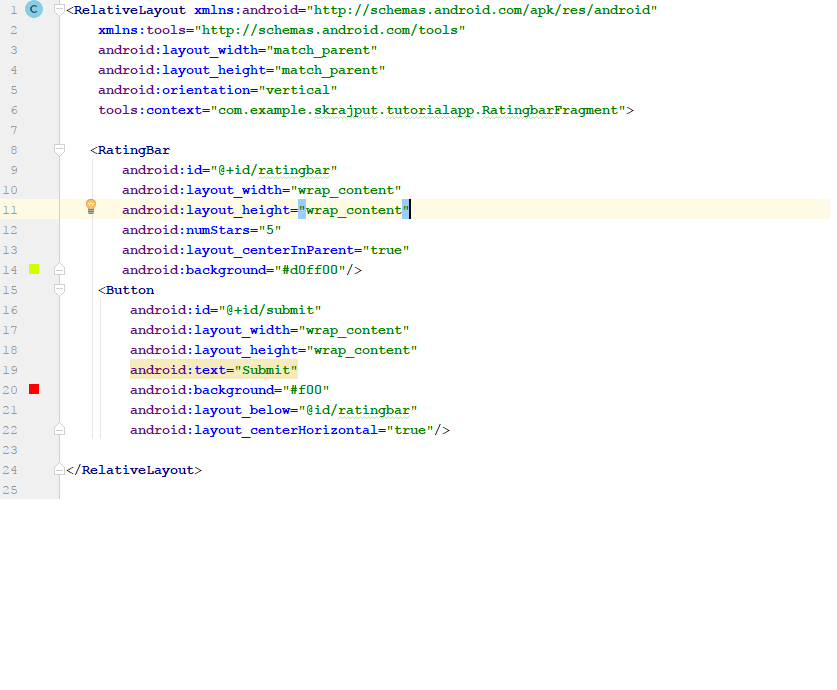 1 C <RelativeLayout xmlns:android="http://schemas.android.com/apk/res/android"
2 xmlns:tools="http://schemas.android.com/tools"
3 android:layout_width="match_parent"
4 android:layout_height="match_parent"
5 android:orientation="vertical"
6 tools:context="com.example.skrajput.tutorialapp.RatingbarFragment">
7
8 <RatingBar
9 android:id="@+id/ratingbar"
10 android:layout_width="wrap_content"
11 android:layout_height="wrap_content"
12 android:numStars="5"
13 android:layout_centerInParent="true"
14 android:background="#d0ff00"/>
15 <Button
16 android:id="@+id/submit"
17 android:layout_width="wrap_content"
18 android:layout_height="wrap_content"
19 android:text="Submit"
20 android:background="#f00"
21 android:layout_below="@id/ratingbar"
22 android:layout_centerHorizontal="true"/>
23
24 </RelativeLayout>
25